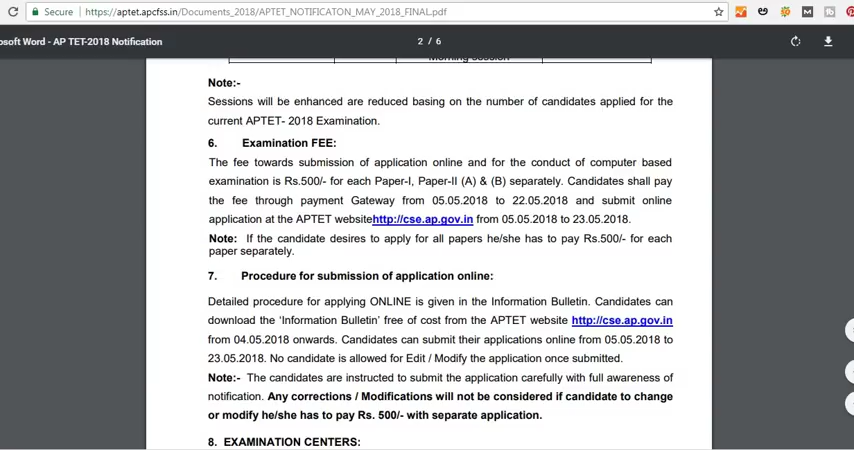 Secure | https://aptet.apcfss.in/Documents_2018/APTET_NOTIFICATON_MAY_2018_FINAL.pdf
osoft Word - AP TET-2018 Notification
2 / 6
Morning session
Note:-
Sessions will be enhanced are reduced basing on the number of candidates applied for the
current APTET- 2018 Examination.
6. Examination FEE:
The fee towards submission of application online and for the conduct of computer based
examination is Rs.500/- for each Paper-I, Paper-II (A) & (B) separately. Candidates shall pay
the fee through payment Gateway from 05.05.2018 to 22.05.2018 and submit online
application at the APTET websitehttp://cse.ap.gov.in from 05.05.2018 to 23.05.2018.
Note: If the candidate desires to apply for all papers he/she has to pay Rs.500/- for each
paper separately.
7. Procedure for submission of application online:
Detailed procedure for applying ONLINE is given in the Information Bulletin. Candidates can
download the ‘Information Bulletin’ free of cost from the APTET website http://cse.ap.gov.in
from 04.05.2018 onwards. Candidates can submit their applications online from 05.05.2018 to
23.05.2018. No candidate is allowed for Edit / Modify the application once submitted.
Note:- The candidates are instructed to submit the application carefully with full awareness of
notification. Any corrections / Modifications will not be considered if candidate to change
or modify he/she has to pay Rs. 500/- with separate application.
8. EXAMINATION CENTERS: